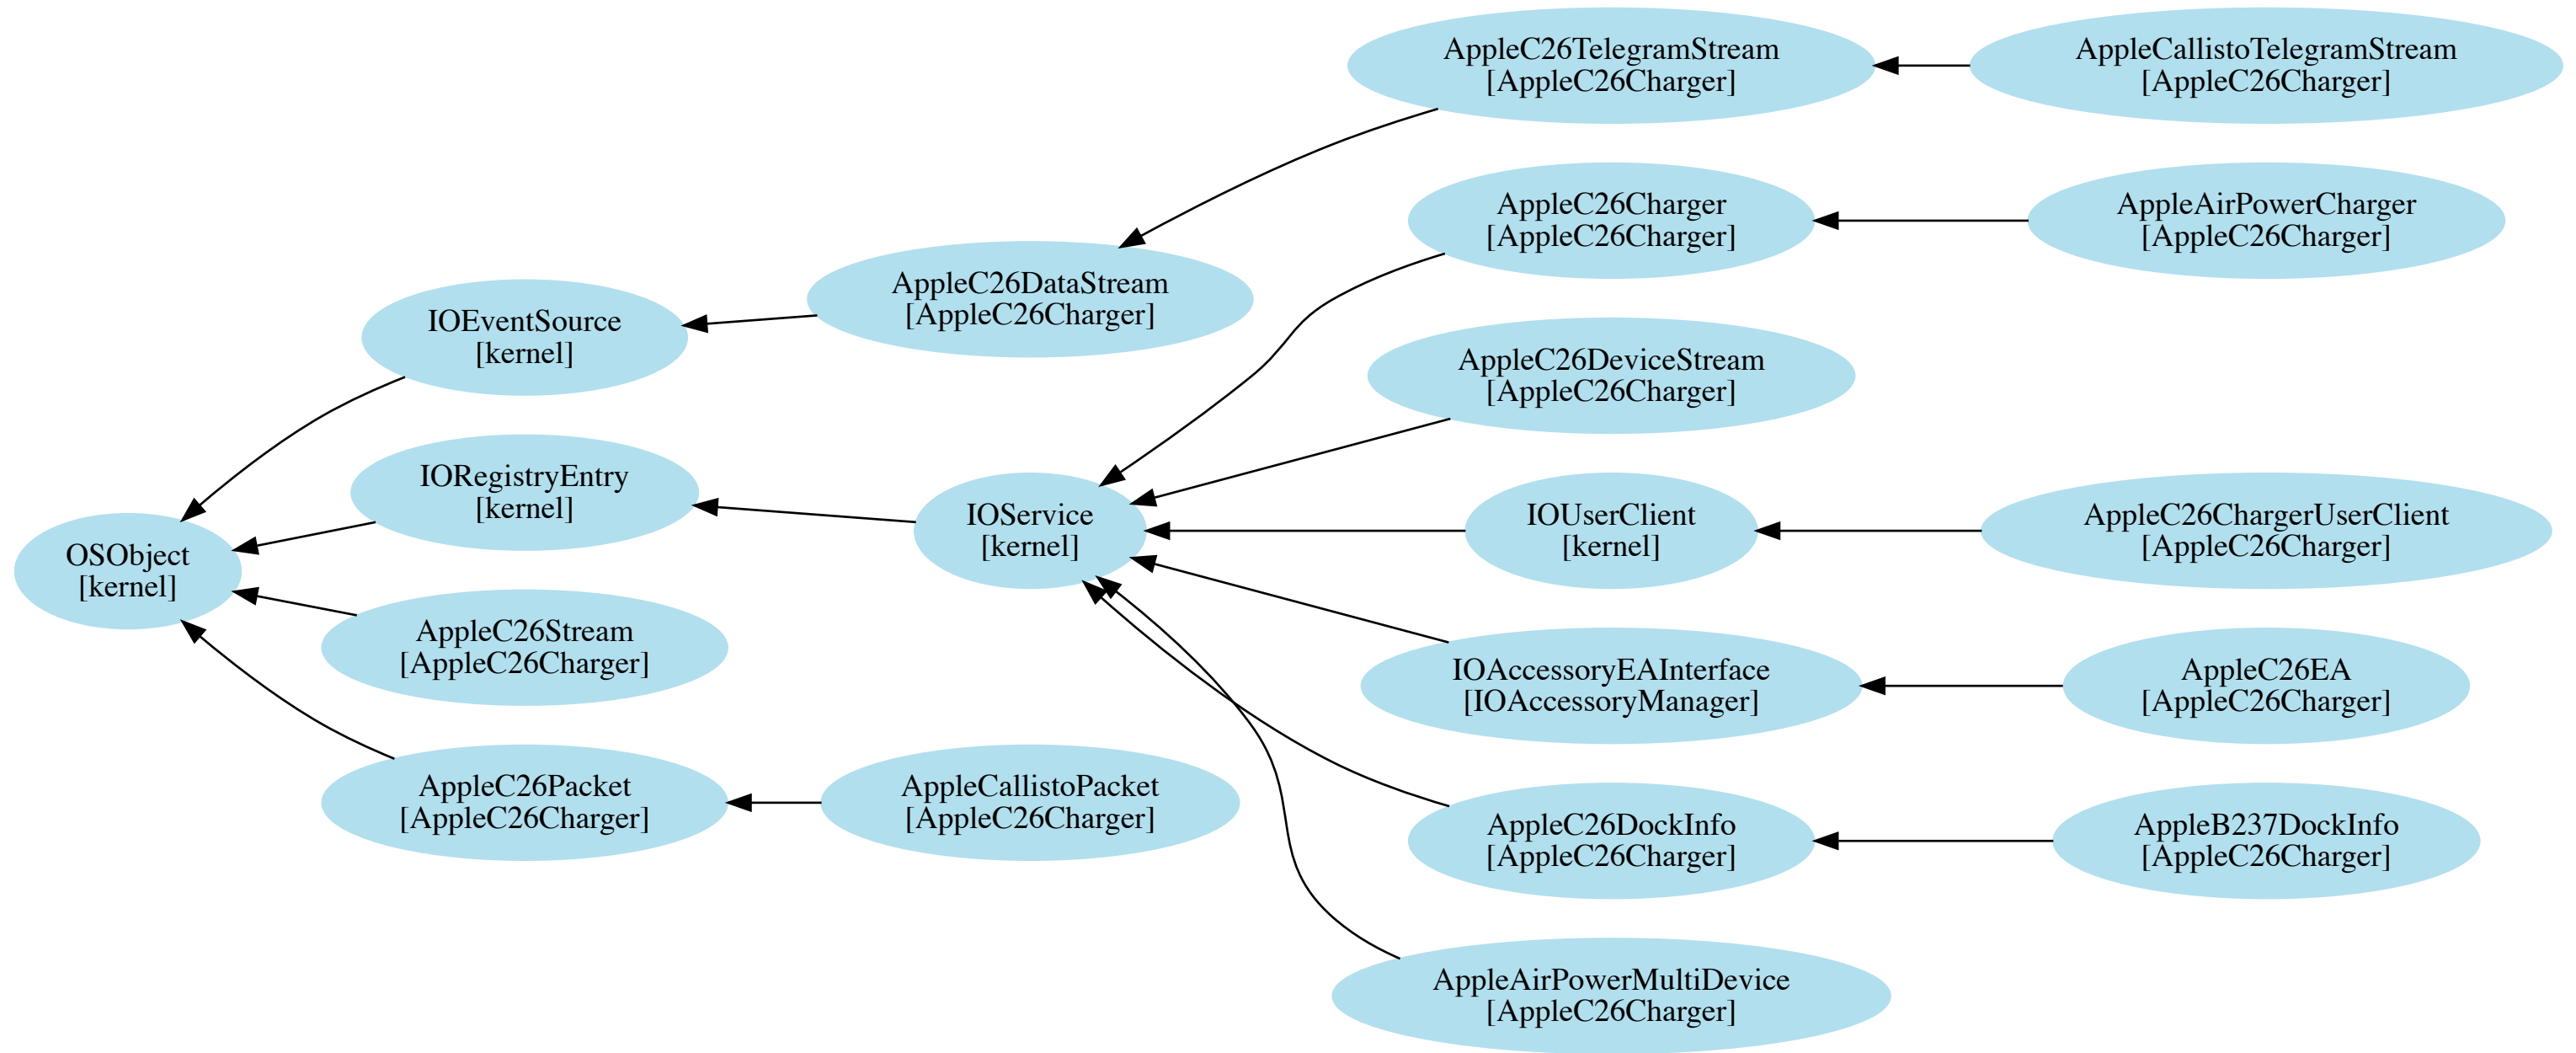 AppleC26TelegramStream
[AppleC26Charger]
AppleCallistoTelegramStream
[AppleC26Charger]
AppleC26Charger
[AppleC26Charger]
AppleAirPowerCharger
[AppleC26Charger]
AppleC26DataStream
[AppleC26Charger]
IOEventSource
[kernel]
AppleC26DeviceStream
[AppleC26Charger]
IORegistryEntry
[kernel]
IOService
[kernel]
IOUserClient
[kernel]
AppleC26ChargerUserClient
[AppleC26Charger]
OSObject
[kernel]
AppleC26Stream
[AppleC26Charger]
IOAccessoryEAInterface
[IOAccessoryManager]
AppleC26EA
[AppleC26Charger]
AppleC26Packet
[AppleC26Charger]
AppleCallistoPacket
[AppleC26Charger]
AppleC26DockInfo
[AppleC26Charger]
AppleB237DockInfo
[AppleC26Charger]
AppleAirPowerMultiDevice
[AppleC26Charger]